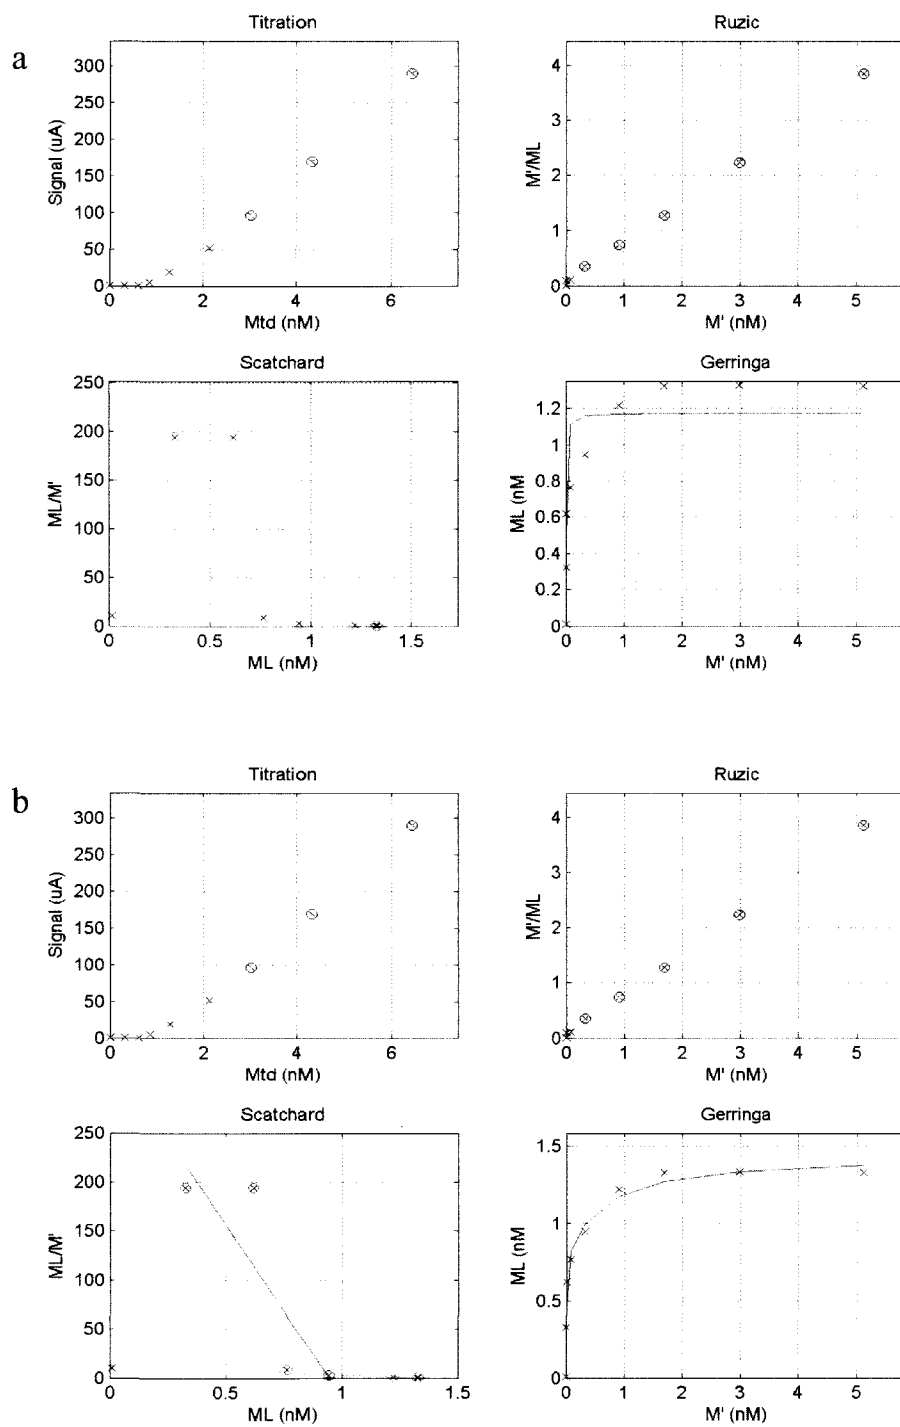 a
Titration
Signal (uA)
300
250
200
150
100
50
0
0 2 4 6
Mtd (nM)
Ruzic
M'/ML
4
3
2
1
0
0 1 2 3 4 5
M' (nM)
Scatchard
ML/M'
250
200
150
100
50
0
0 0.5 1 1.5
ML (nM)
Gerringa
ML (nM
1.2
1
0.8
0.6
0.4
0.2
0
0 1 2 3 4 5
M' (nM)
b
Titration
Signal (uA)
300
250
200
150
100
50
0
0 2 4 6
Mtd (nM)
Ruzic
M'/ML
4
3
2
1
0
0 1 2 3 4 5
M' (nM)
Scatchard
ML/M'
250
200
150
100
50
0
0 0.5 1 1.5
ML (nM)
Gerringa
ML (nM
1.5
1
0.5
0
0 1 2 3 4 5
M' (nM)